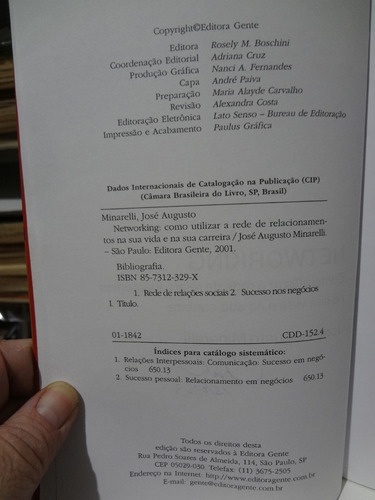 Copyright©Editora Gente
Editora Rosely M. Boschini
Coordenação Editorial Adriana Cruz
Produção Gráfica Nanci A. Fernandes
Capa André Paiva
Preparação Maria Alayde Carvalho
Revisão Alexandra Costa
Editoração Eletrônica Lato Senso – Bureau de Editoração
Impressão e Acabamento Paulus Gráfica
Dados Internacionais de Catalogação na Publicação (CIP)
(Câmara Brasileira do Livro, SP, Brasil)
Minarelli, José Augusto
Networking: como utilizar a rede de relacionamen-
tos na sua vida e na sua carreira / José Augusto Minarelli.
– São Paulo: Editora Gente, 2001.
Bibliografia.
ISBN 85-7312-329-X
1. Rede de relações sociais 2. Sucesso nos negócios
I. Título.
01-1842 CDD-152.4
Índices para catálogo sistemático:
1. Relações Interpessoais: Comunicação: Sucesso em negó-
cios 650.13
2. Sucesso pessoal: Relacionamento em negócios 650.13
Todos os direitos desta
edição são reservados à Editora Gente
Rua Pedro Soares de Almeida, 114, São Paulo, SP
CEP 05029-030. Telefax: (11) 3675-2505
Endereço na Internet: http://www.editoragente.com.br
E-mail: gente@editoragente.com.br